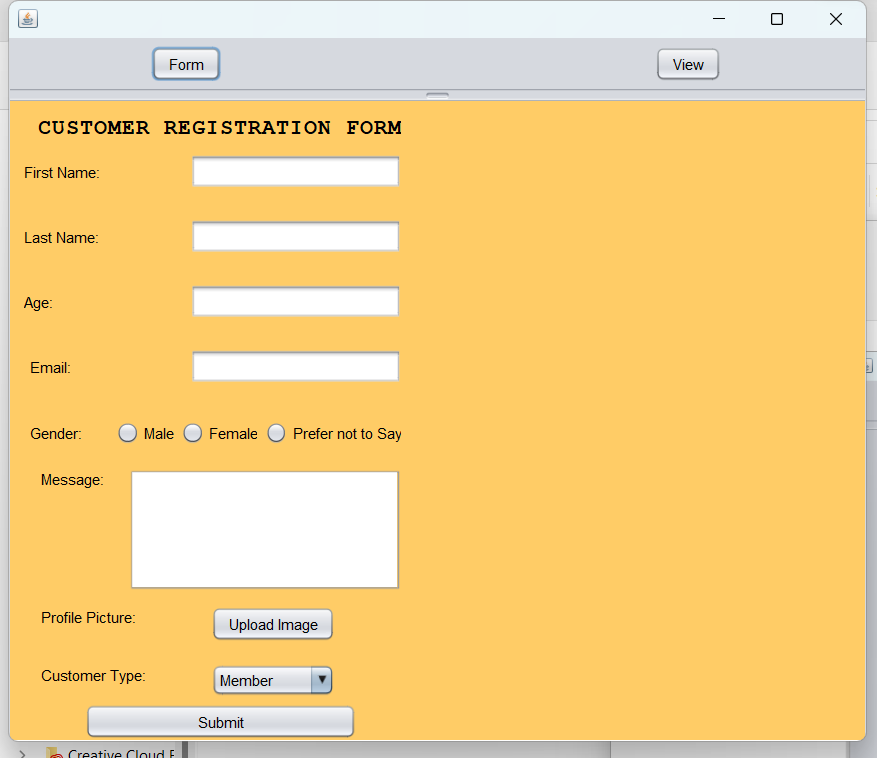 Form View
CUSTOMER REGISTRATION FORM
First Name:
Last Name:
Age:
Email:
Gender: Male Female Prefer not to Say
Message:
Profile Picture: Upload Image
Customer Type: Member
Submit
Creative Cloud F